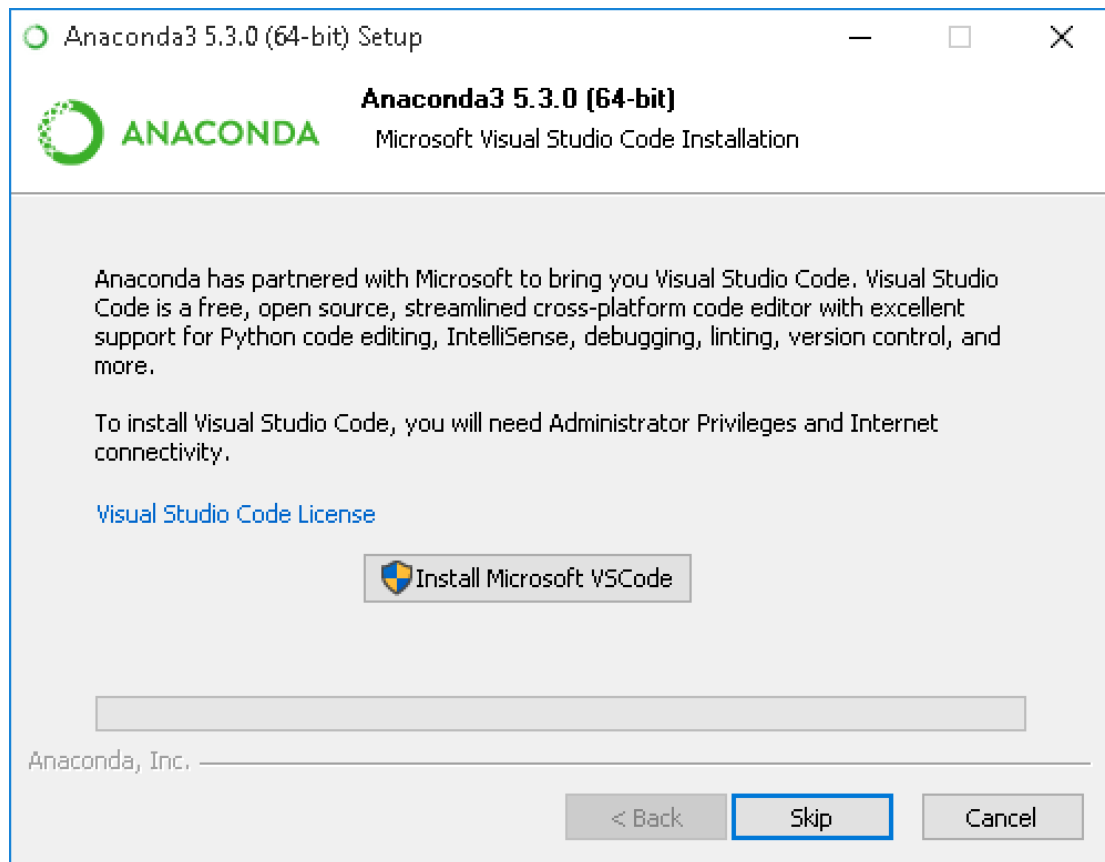 Anaconda3 5.3.0 (64-bit) Setup
ANACONDA
Anaconda3 5.3.0 (64-bit)
Microsoft Visual Studio Code Installation
Anaconda has partnered with Microsoft to bring you Visual Studio Code. Visual Studio
Code is a free, open source, streamlined cross-platform code editor with excellent
support for Python code editing, IntelliSense, debugging, linting, version control, and
more.
To install Visual Studio Code, you will need Administrator Privileges and Internet
connectivity.
Visual Studio Code License
Install Microsoft VSCode
Anaconda, Inc.
< Back
Skip
Cancel